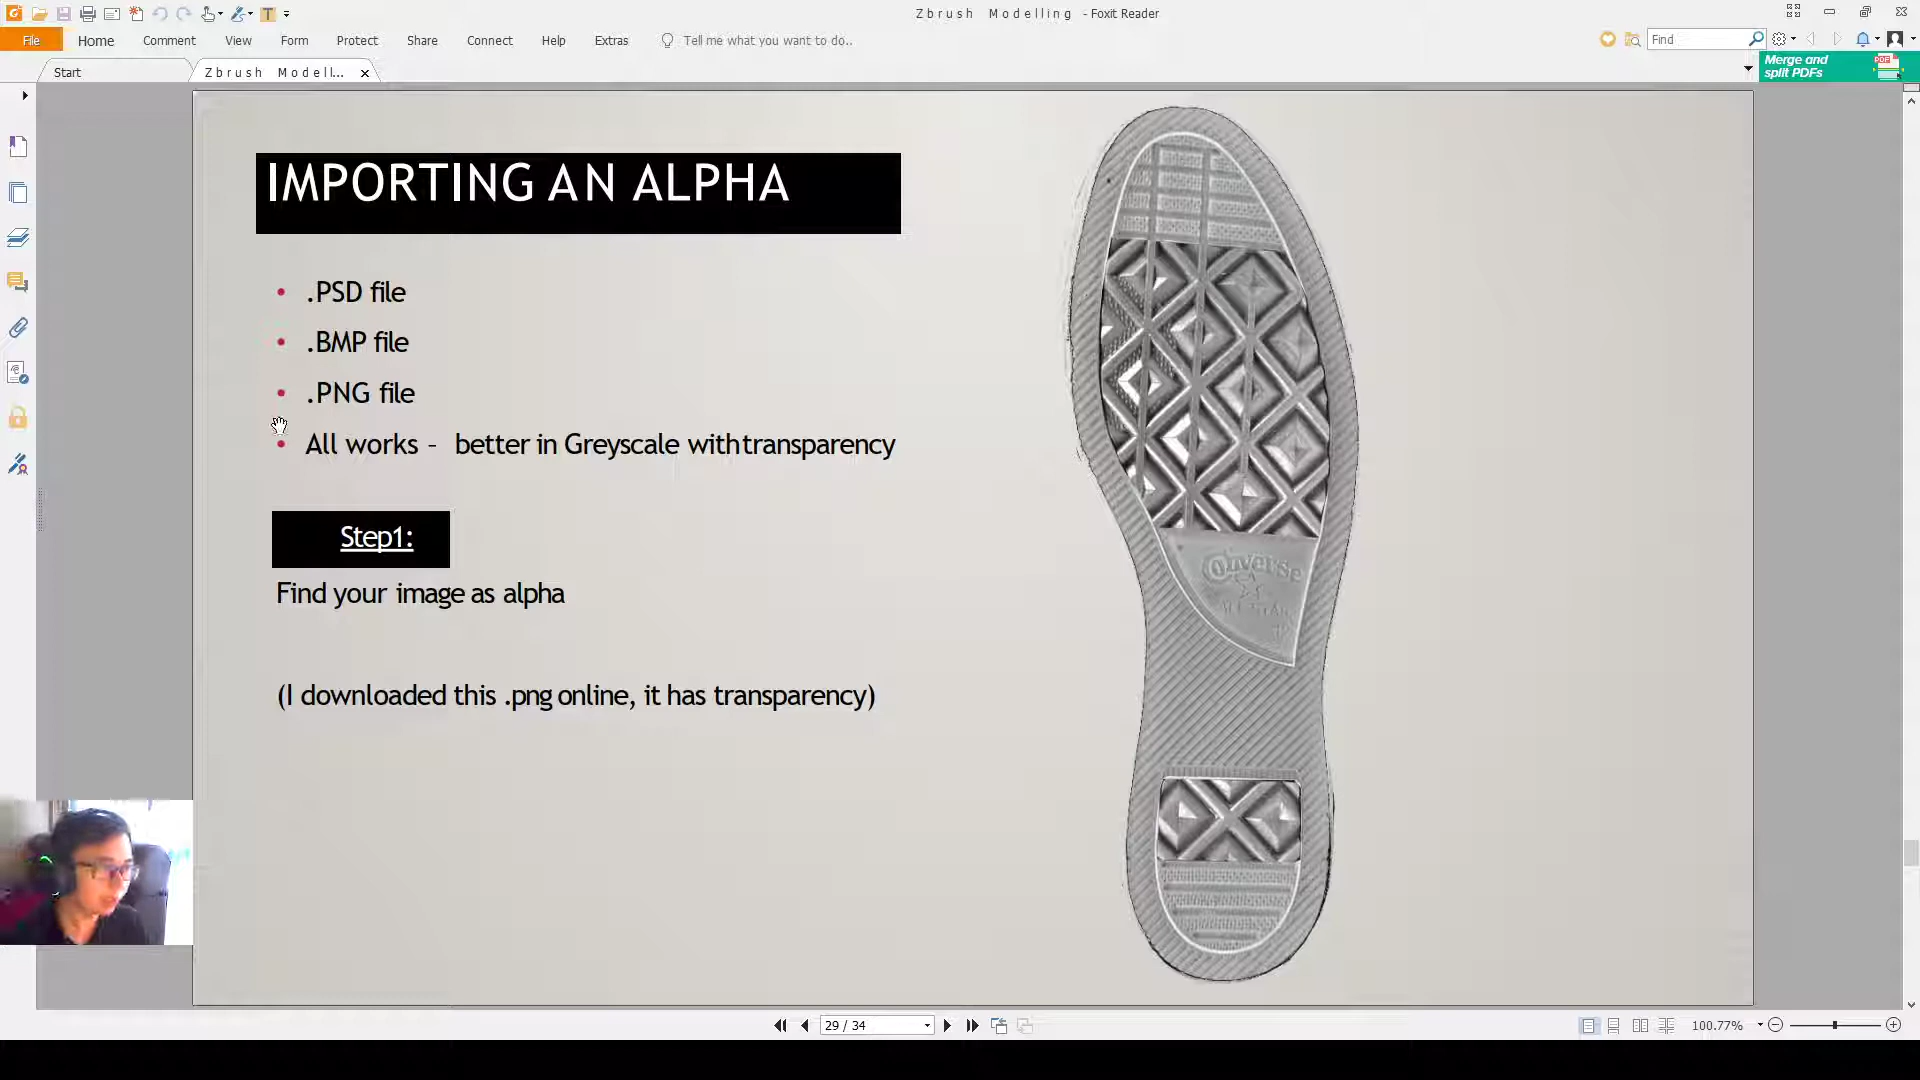 Zbrush Modelling - Foxit Reader
File Home Comment View Form Protect Share Connect Help Extras Tell me what you want to do.. Find
Start Zbrush Modell... Merge and
split PDFs
IMPORTING AN ALPHA
• .PSD file
• .BMP file
• .PNG file
• All works - better in Greyscale with transparency
Step1:
Find your image as alpha
(I downloaded this .png online, it has transparency)
Converse
29 / 34 100.77%